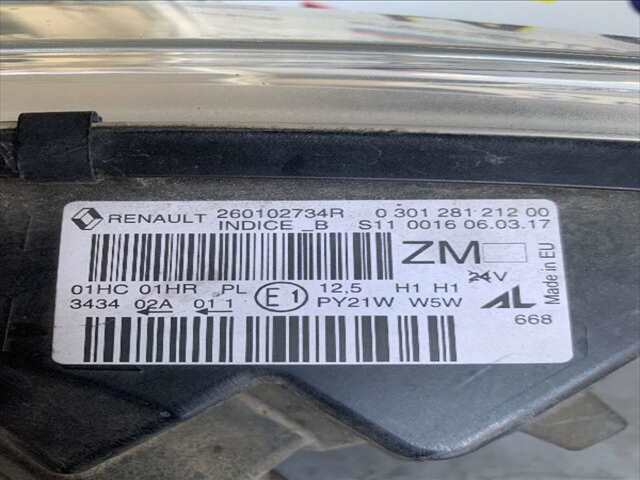 RENAULT 260102734R 0 301 281 212 00
INDICE _B S11 0016 06.03.17
ZM
01HC 01HR PL E1 12,5 H1 H1 24V
3434 02A 01 1 PY21W W5W AL
668
Made in EU